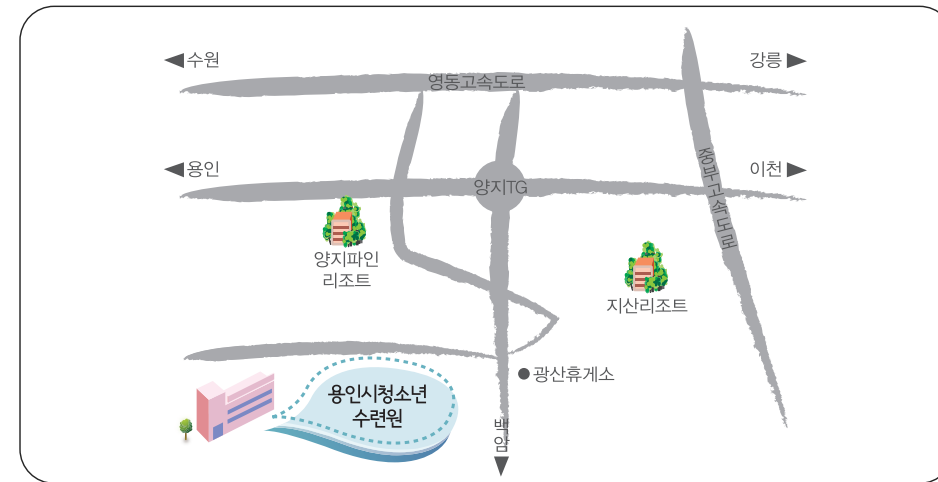 수원
강릉
영동고속도로
용인
양지TG
이천
중부고속도로
양지파인
리조트
지산리조트
광산휴게소
용인시청소년
수련원
백암